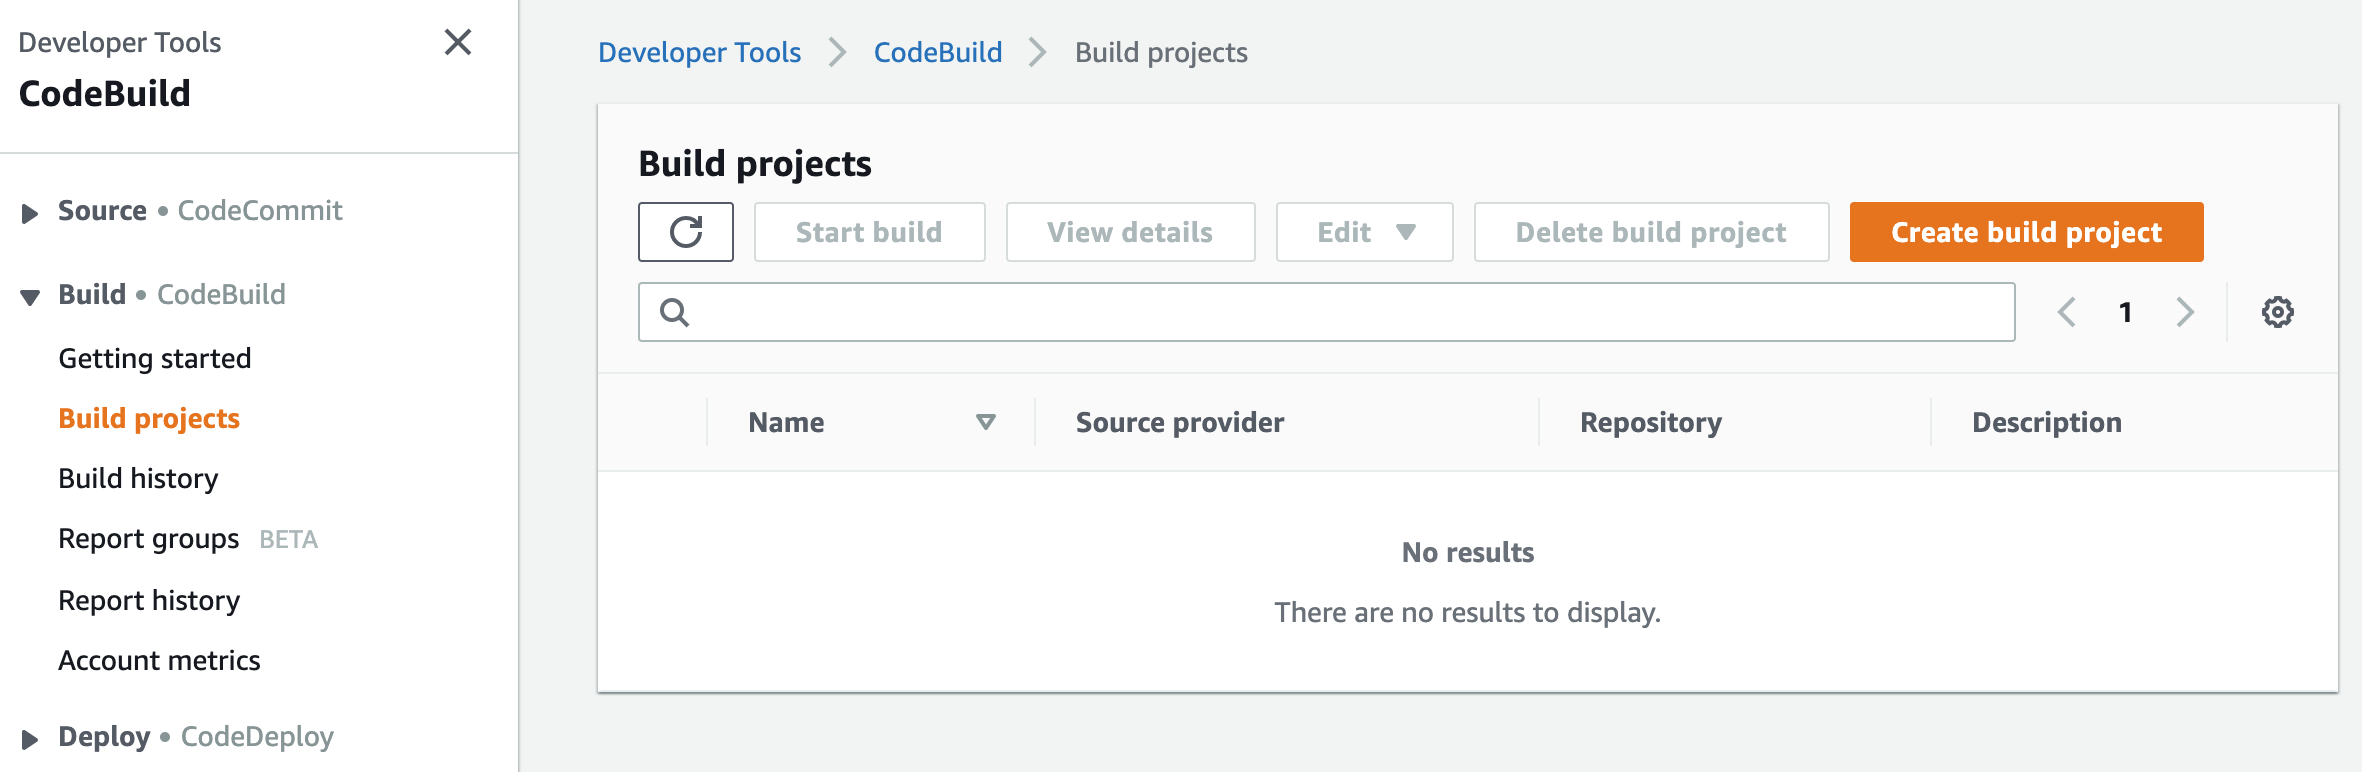 Developer Tools
CodeBuild
Source • CodeCommit
Build • CodeBuild
Getting started
Build projects
Build history
Report groups BETA
Report history
Account metrics
Deploy • CodeDeploy
Developer Tools CodeBuild Build projects
Build projects
Start build View details Edit Delete build project Create build project
1
Name Source provider Repository Description
No results
There are no results to display.